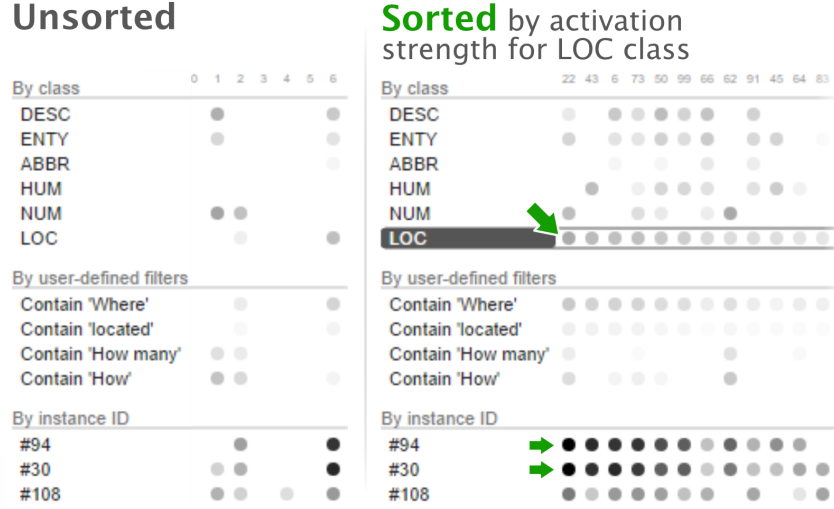 Unsorted
By class 0 1 2 3 4 5 6
DESC
ENTY
ABBR
HUM
NUM
LOC
By user-defined filters
Contain 'Where'
Contain 'located'
Contain 'How many'
Contain 'How'
By instance ID
#94
#30
#108
Sorted by activation
strength for LOC class
By class 22 43 6 73 50 99 66 62 91 45 64 83
DESC
ENTY
ABBR
HUM
NUM
LOC
By user-defined filters
Contain 'Where'
Contain 'located'
Contain 'How many'
Contain 'How'
By instance ID
#94
#30
#108